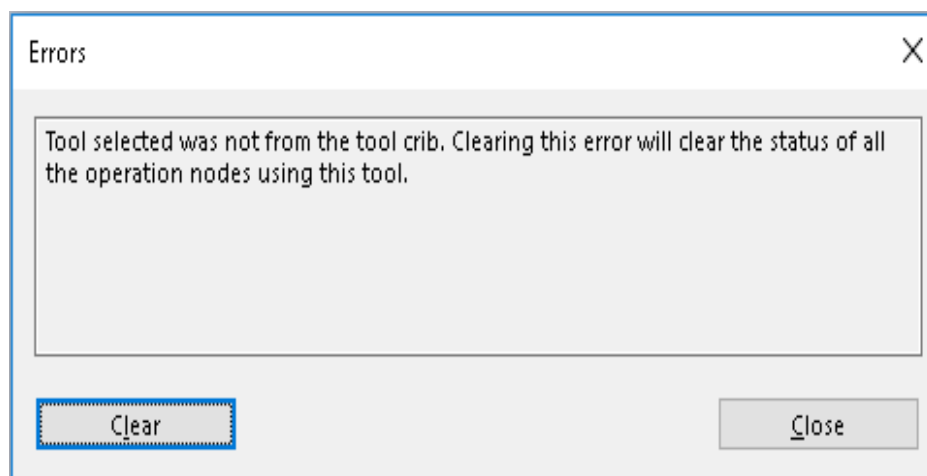 Errors
Tool selected was not from the tool crib. Clearing this error will clear the status of all
the operation nodes using this tool.
Clear
Close